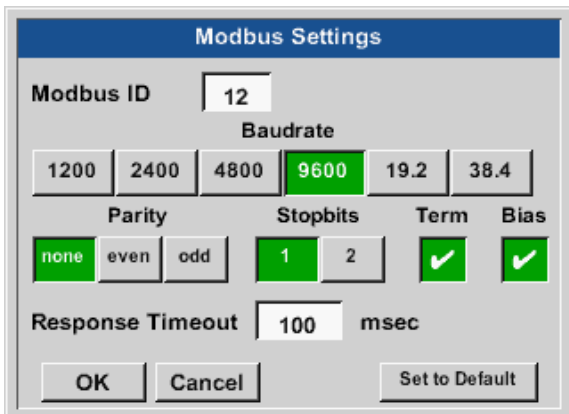 Modbus Settings
Modbus ID 12
Baudrate
1200 2400 4800 9600 19.2 38.4
Parity Stopbits Term Bias
none even odd 1 2
Response Timeout 100 msec
OK Cancel Set to Default